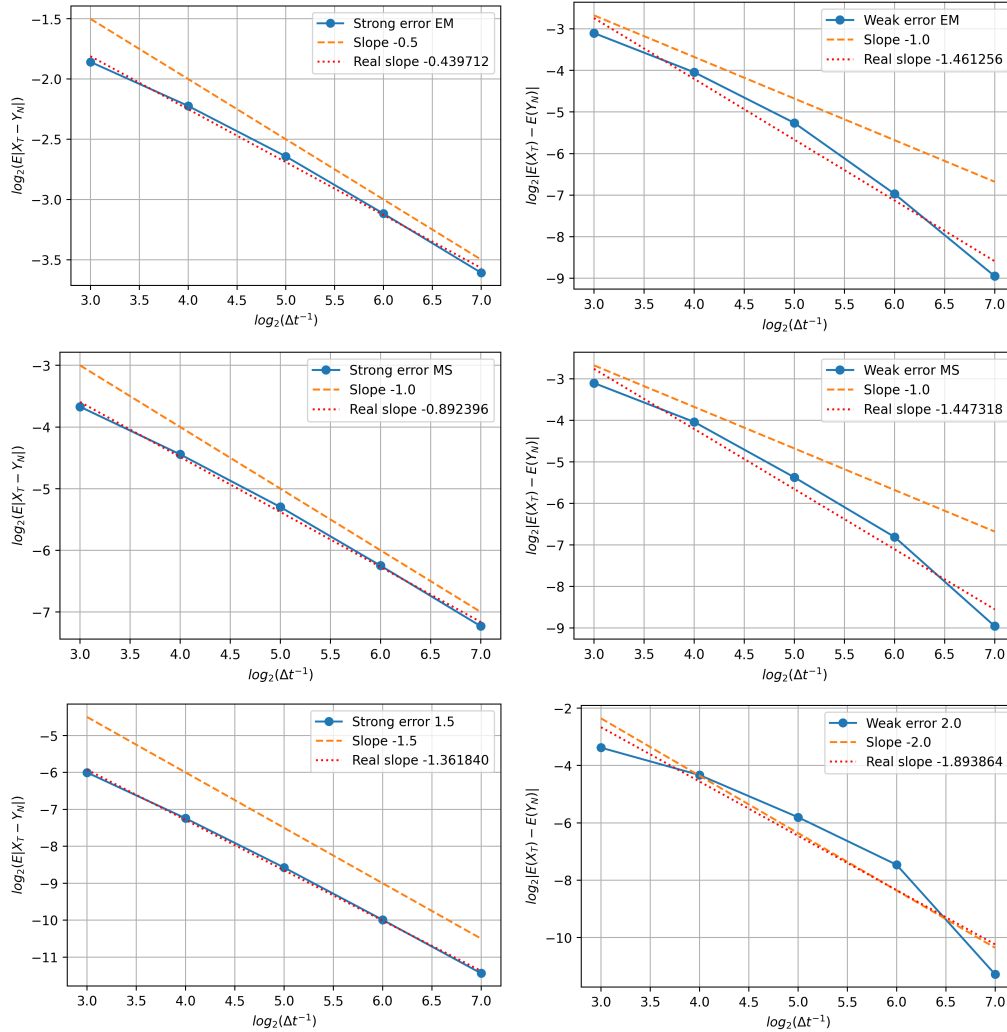 Strong error EM
Slope -0.5
Real slope -0.439712
−1.5
−2.0
−2.5
−3.0
−3.5
log₂(E|X_T − Y_N|)
3.0 3.5 4.0 4.5 5.0 5.5 6.0 6.5 7.0
log₂(Δt⁻¹)
Weak error EM
Slope -1.0
Real slope -1.461256
−3
−4
−5
−6
−7
−8
−9
log₂|E(X_T) − E(Y_N)|
3.0 3.5 4.0 4.5 5.0 5.5 6.0 6.5 7.0
log₂(Δt⁻¹)
Strong error MS
Slope -1.0
Real slope -0.892396
−3
−4
−5
−6
−7
log₂(E|X_T − Y_N|)
3.0 3.5 4.0 4.5 5.0 5.5 6.0 6.5 7.0
log₂(Δt⁻¹)
Weak error MS
Slope -1.0
Real slope -1.447318
−3
−4
−5
−6
−7
−8
−9
log₂|E(X_T) − E(Y_N)|
3.0 3.5 4.0 4.5 5.0 5.5 6.0 6.5 7.0
log₂(Δt⁻¹)
Strong error 1.5
Slope -1.5
Real slope -1.361840
−5
−6
−7
−8
−9
−10
−11
log₂(E|X_T − Y_N|)
3.0 3.5 4.0 4.5 5.0 5.5 6.0 6.5 7.0
log₂(Δt⁻¹)
Weak error 2.0
Slope -2.0
Real slope -1.893864
−2
−4
−6
−8
−10
log₂|E(X_T) − E(Y_N)|
3.0 3.5 4.0 4.5 5.0 5.5 6.0 6.5 7.0
log₂(Δt⁻¹)